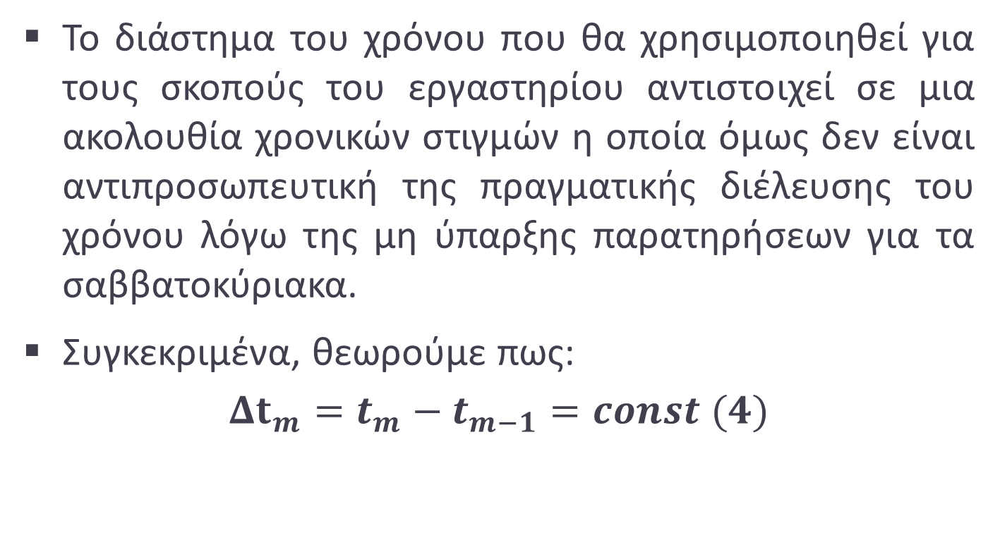 ▪ Το διάστημα του χρόνου που θα χρησιμοποιηθεί για
τους σκοπούς του εργαστηρίου αντιστοιχεί σε μια
ακολουθία χρονικών στιγμών η οποία όμως δεν είναι
αντιπροσωπευτική της πραγματικής διέλευσης του
χρόνου λόγω της μη ύπαρξης παρατηρήσεων για τα
σαββατοκύριακα.
▪ Συγκεκριμένα, θεωρούμε πως:
Δt_m = t_m − t_{m−1} = const (4)